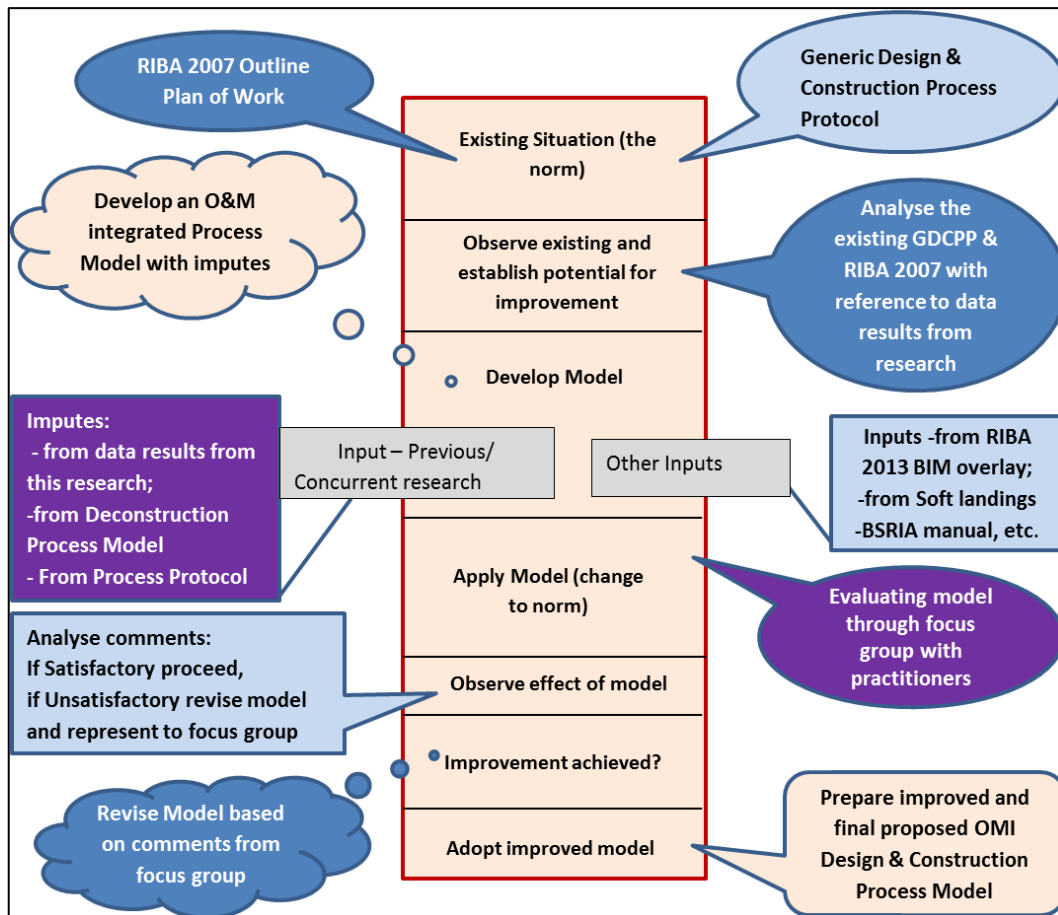 RIBA 2007 Outline
Plan of Work
Generic Design &
Construction Process
Protocol
Existing Situation (the
norm)
Develop an O&M
integrated Process
Model with imputes
Observe existing and
establish potential for
improvement
Analyse the
existing GDCPP &
RIBA 2007 with
reference to data
results from
research
Develop Model
Imputes:
- from data results from
this research;
-from Deconstruction
Process Model
- From Process Protocol
Input – Previous/
Concurrent research
Other Inputs
Inputs -from RIBA
2013 BIM overlay;
-from Soft landings
-BSRIA manual, etc.
Apply Model (change
to norm)
Evaluating model
through focus
group with
practitioners
Analyse comments:
If Satisfactory proceed,
if Unsatisfactory revise model
and represent to focus group
Observe effect of model
Improvement achieved?
Revise Model based
on comments from
focus group
Adopt improved model
Prepare improved and
final proposed OMI
Design & Construction
Process Model